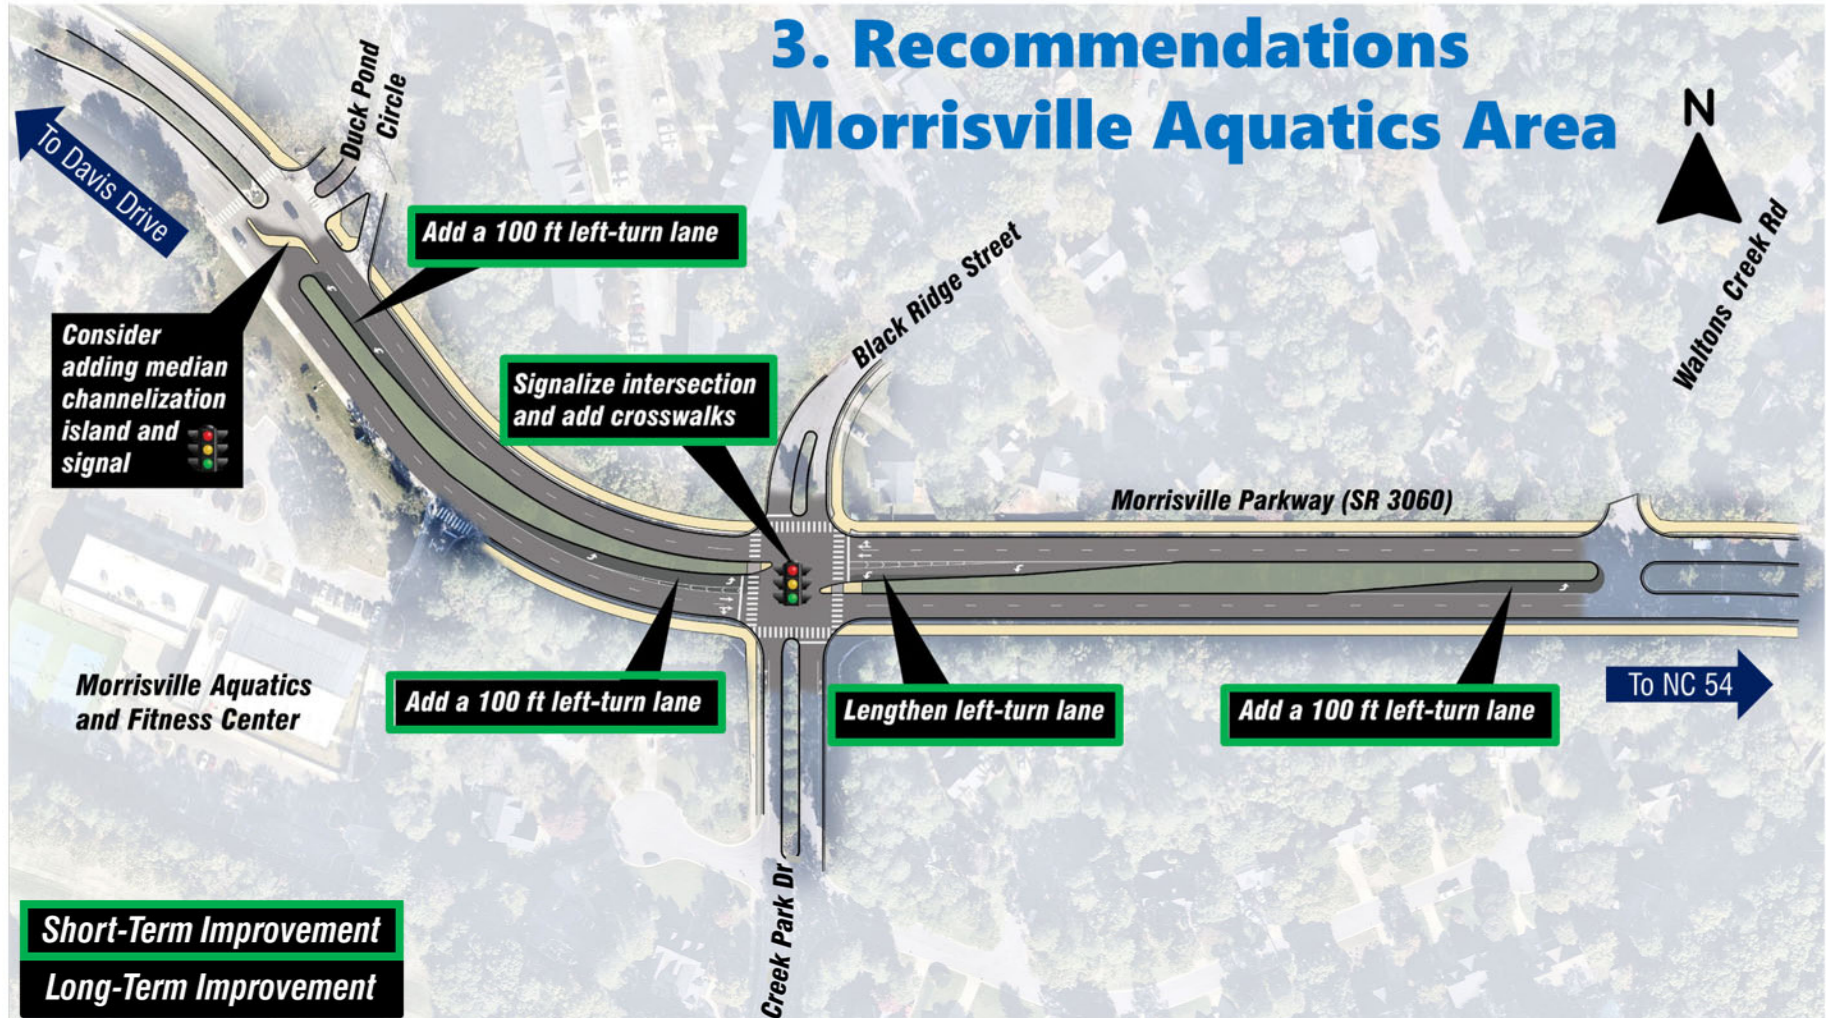 3. Recommendations
Morrisville Aquatics Area
N
To Davis Drive
Duck Pond
Circle
Add a 100 ft left-turn lane
Black Ridge Street
Waltons Creek Rd
Consider
adding median
channelization
island and
signal
Signalize intersection
and add crosswalks
Morrisville Parkway (SR 3060)
Morrisville Aquatics
and Fitness Center
Add a 100 ft left-turn lane
Lengthen left-turn lane
Add a 100 ft left-turn lane
To NC 54
Creek Park Dr
Short-Term Improvement
Long-Term Improvement